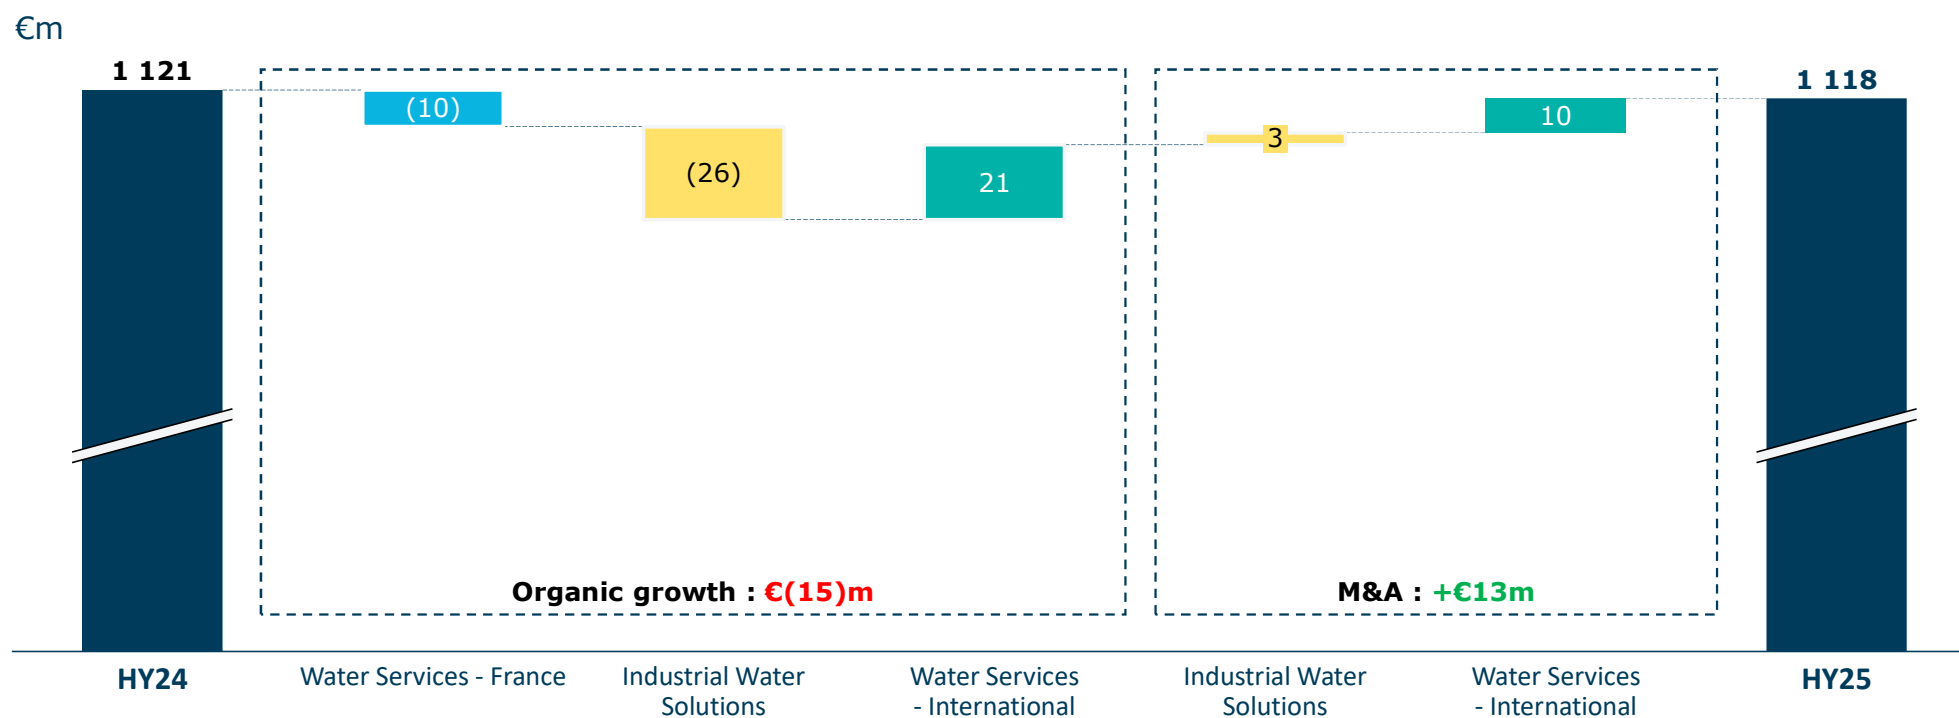 €m
1 121
(10)
(26)
21
3
10
1 118
Organic growth : €(15)m
M&A : +€13m
HY24
Water Services - France
Industrial Water
Solutions
Water Services
- International
Industrial Water
Solutions
Water Services
- International
HY25